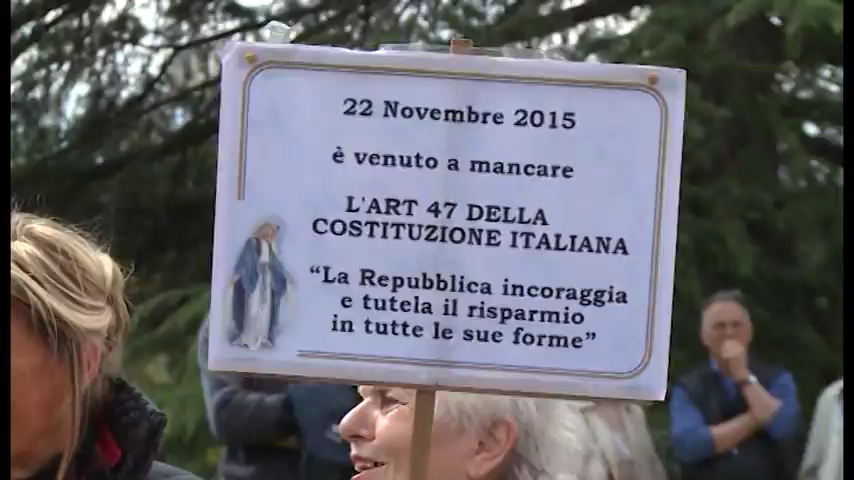 22 Novembre 2015
è venuto a mancare
L'ART 47 DELLA
COSTITUZIONE ITALIANA
“La Repubblica incoraggia
e tutela il risparmio
in tutte le sue forme”